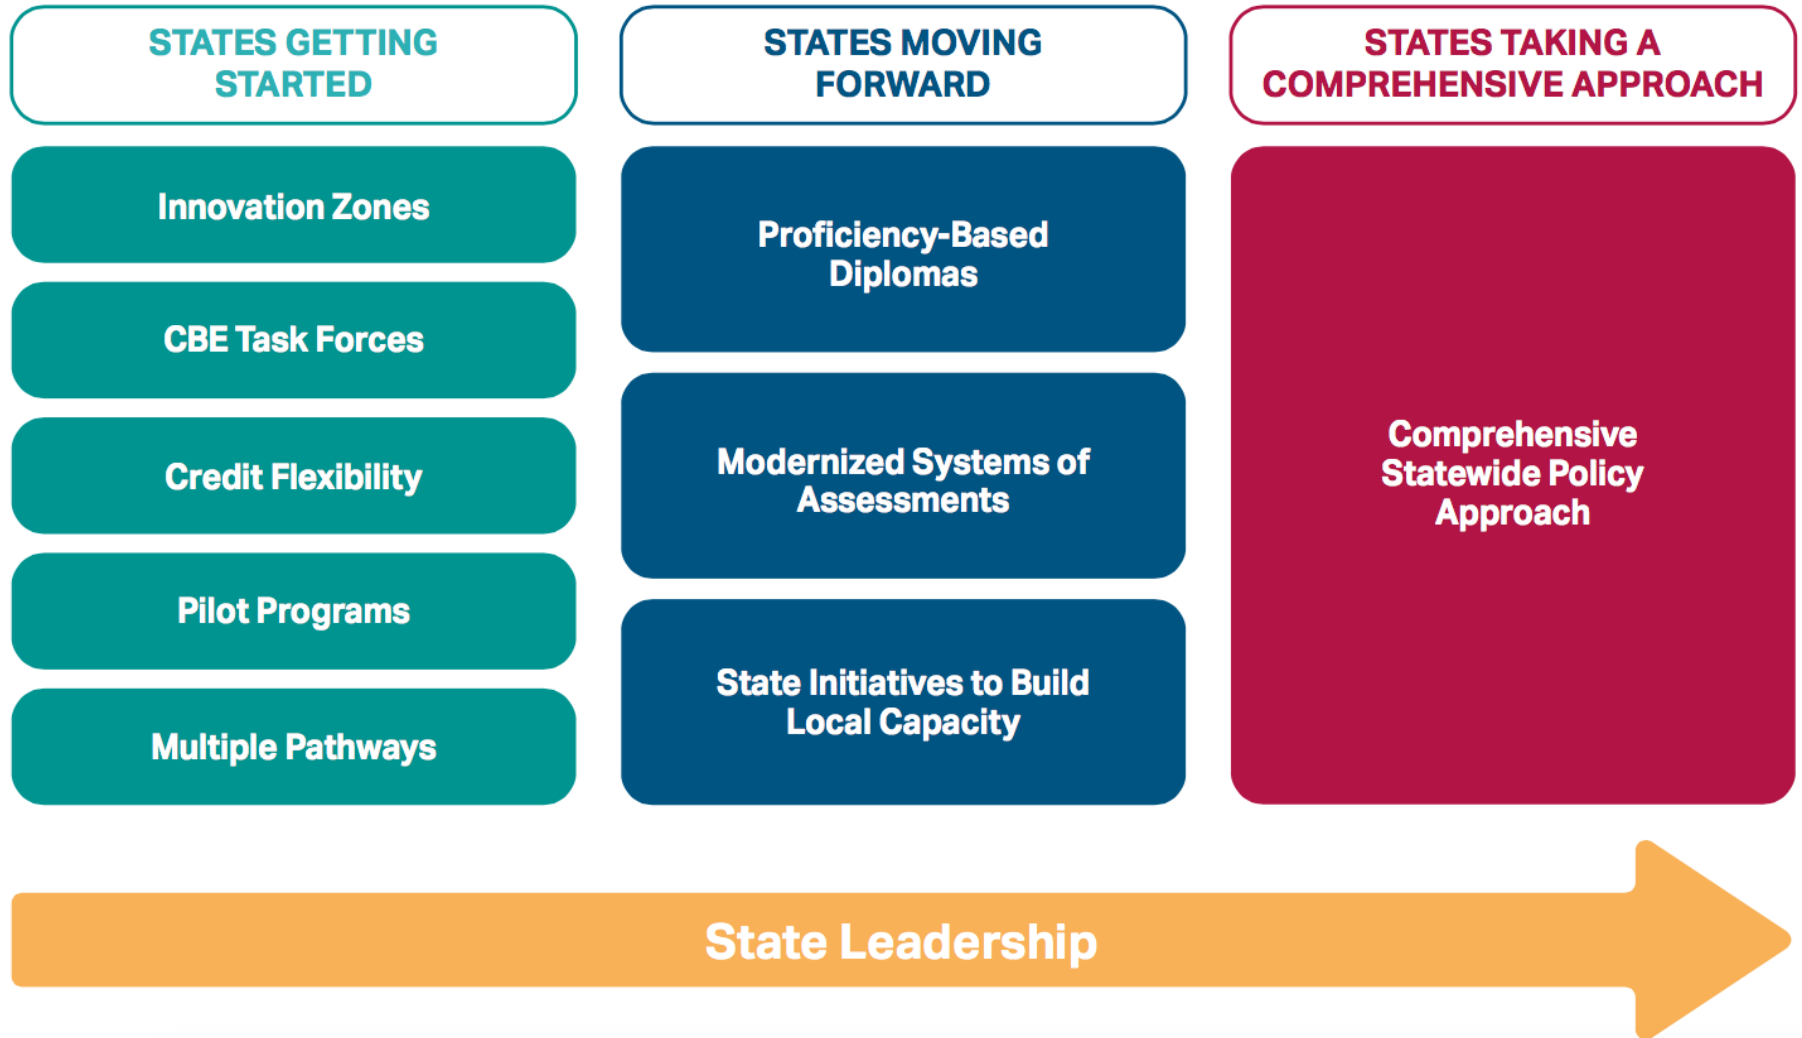 STATES GETTING
STARTED
Innovation Zones
CBE Task Forces
Credit Flexibility
Pilot Programs
Multiple Pathways
STATES MOVING
FORWARD
Proficiency-Based
Diplomas
Modernized Systems of
Assessments
State Initiatives to Build
Local Capacity
STATES TAKING A
COMPREHENSIVE APPROACH
Comprehensive
Statewide Policy
Approach
State Leadership